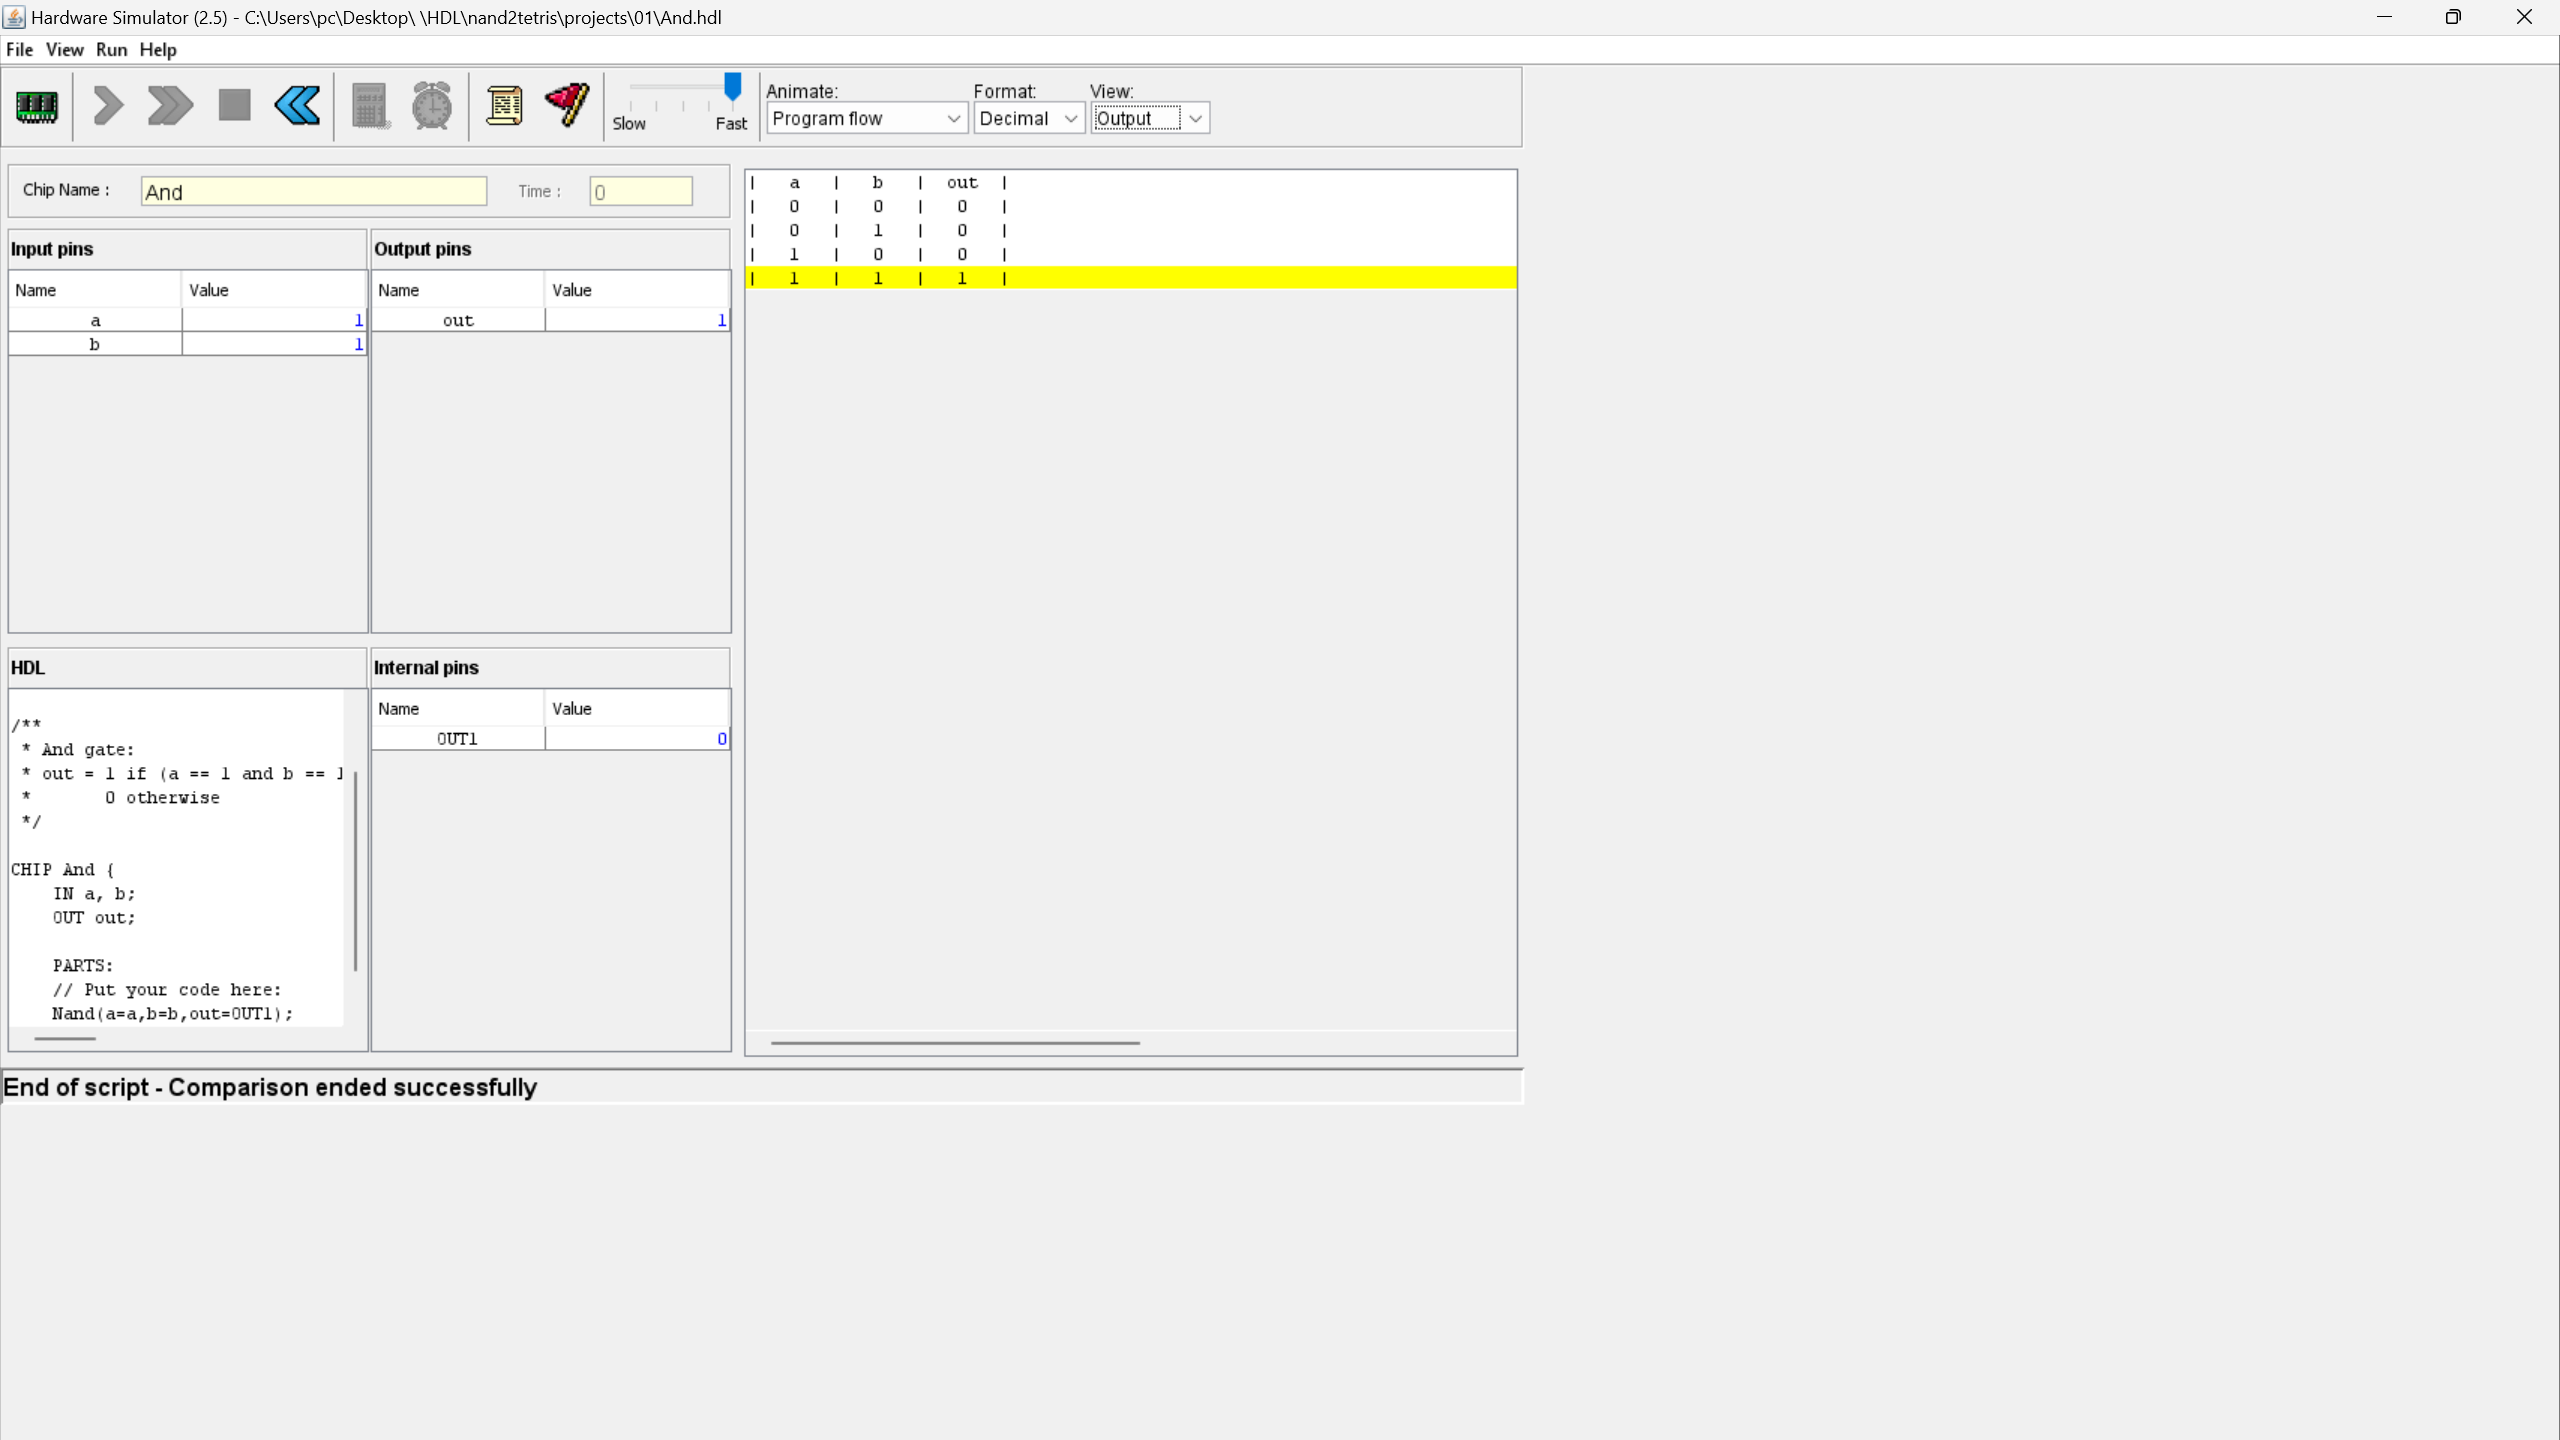 Hardware Simulator (2.5) - C:\Users\pc\Desktop\ \HDL\nand2tetris\projects\01\And.hdl
File View Run Help
Animate: Format: View:
Slow Fast Program flow Decimal Output
Chip Name : And Time : 0
Input pins
Name Value
a 1
b 1
Output pins
Name Value
out 1
HDL
/**
* And gate:
* out = 1 if (a == 1 and b == 1
* 0 otherwise
*/
CHIP And {
IN a, b;
OUT out;
PARTS:
// Put your code here:
Nand(a=a,b=b,out=OUT1);
Internal pins
Name Value
OUT1 0
| a | b | out |
| 0 | 0 | 0 |
| 0 | 1 | 0 |
| 1 | 0 | 0 |
| 1 | 1 | 1 |
End of script - Comparison ended successfully